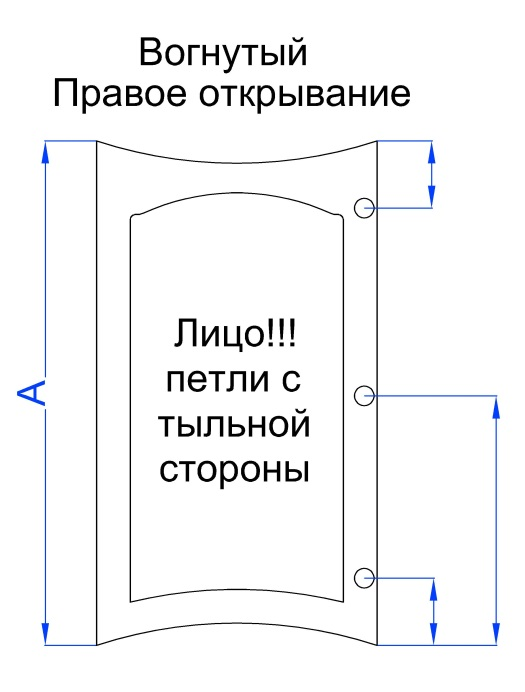 Вогнутый
Правое открывание
Лицо!!!
петли с
тыльной
стороны
А